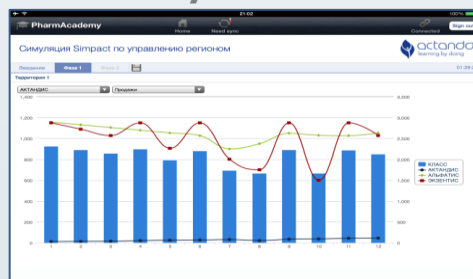 21:02
100%
PharmAcademy
Home
Need sync
Connected
Sign out
Симуляция Simpact по управлению регионом
actando
learning by doing
Введение
Фаза 1
Фаза 2
Территория 1
АКТАНДИС
Продажи
1,400
1,200
1,000
800
600
400
200
0
3,500
3,000
2,500
2,000
1,500
1,000
500
0
КЛАСС
АКТАНДИС
АЛЬФАТИС
ЭКЗЕНТИС
1 2 3 4 5 6 7 8 9 10 11 12